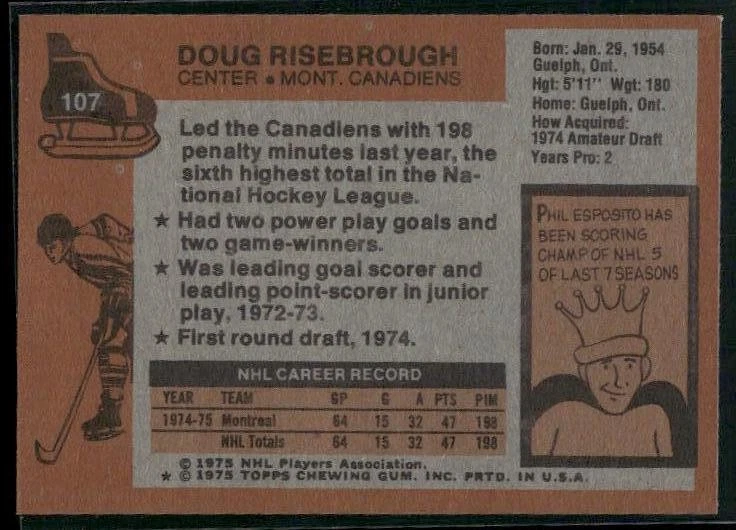 107
DOUG RISEBROUGH
CENTER • MONT. CANADIENS
Led the Canadiens with 198
penalty minutes last year, the
sixth highest total in the Na-
tional Hockey League.
★ Had two power play goals and
two game-winners.
★ Was leading goal scorer and
leading point-scorer in junior
play, 1972-73.
★ First round draft, 1974.
Born: Jan. 29, 1954
Guelph, Ont.
Hgt: 5'11" Wgt: 180
Home: Guelph, Ont.
How Acquired:
1974 Amateur Draft
Years Pro: 2
PHIL ESPOSITO HAS
BEEN SCORING
CHAMP OF NHL 5
OF LAST 7 SEASONS
NHL CAREER RECORD
YEAR TEAM GP G A PTS PIM
1974-75 Montreal 64 15 32 47 198
NHL Totals 64 15 32 47 198
© 1975 NHL Players Association.
★ © 1975 TOPPS CHEWING GUM, INC. PRTD. IN U.S.A.